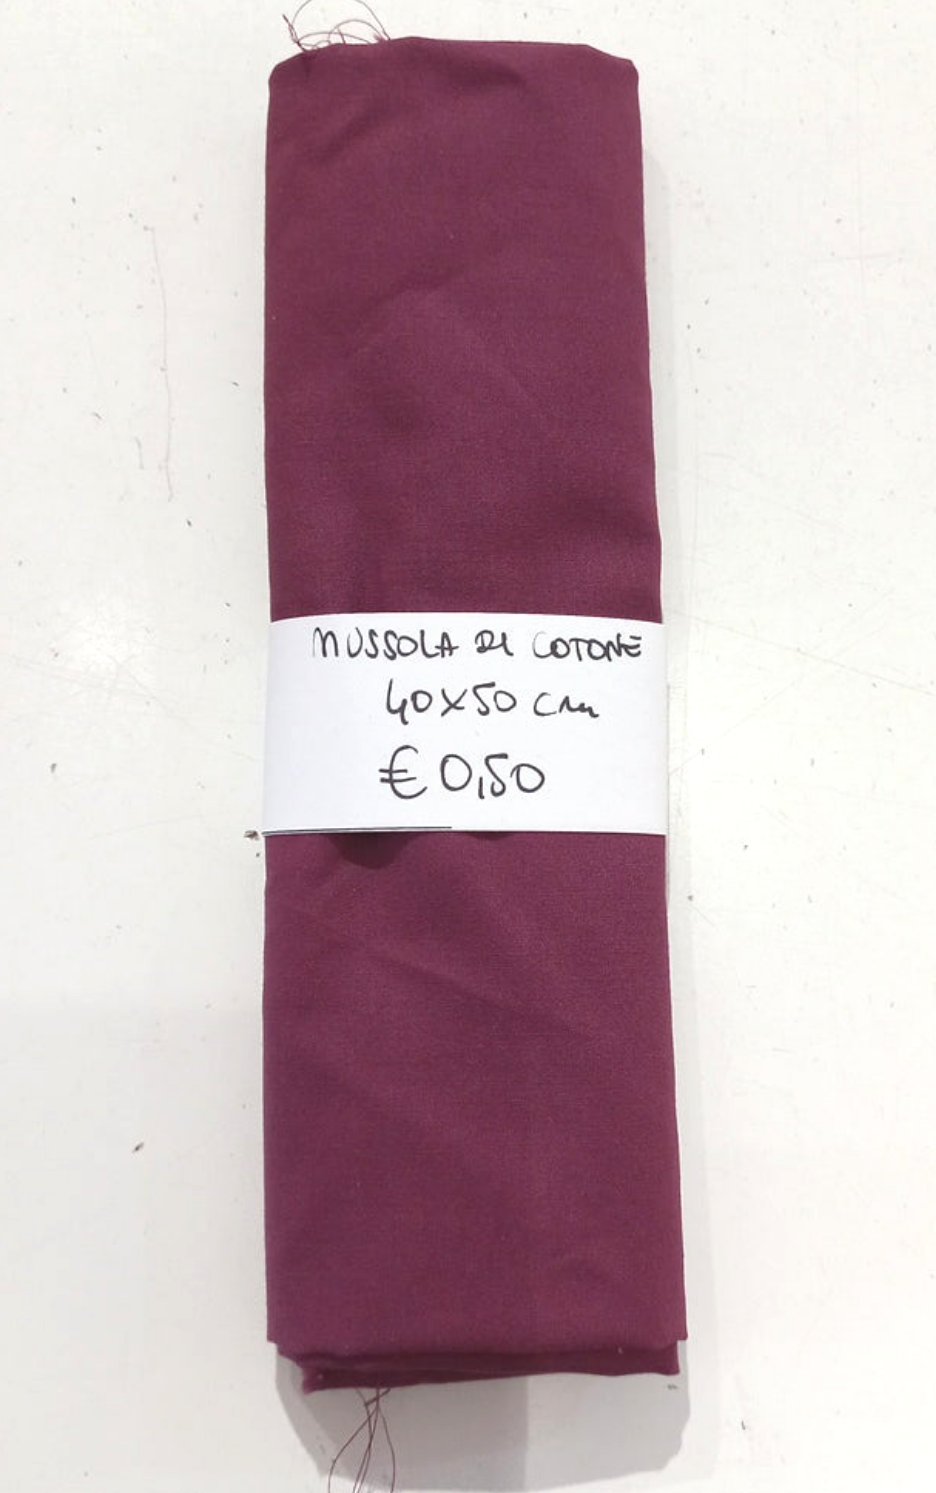 MUSSOLA DI COTONE
40X50 cm
€ 0,50